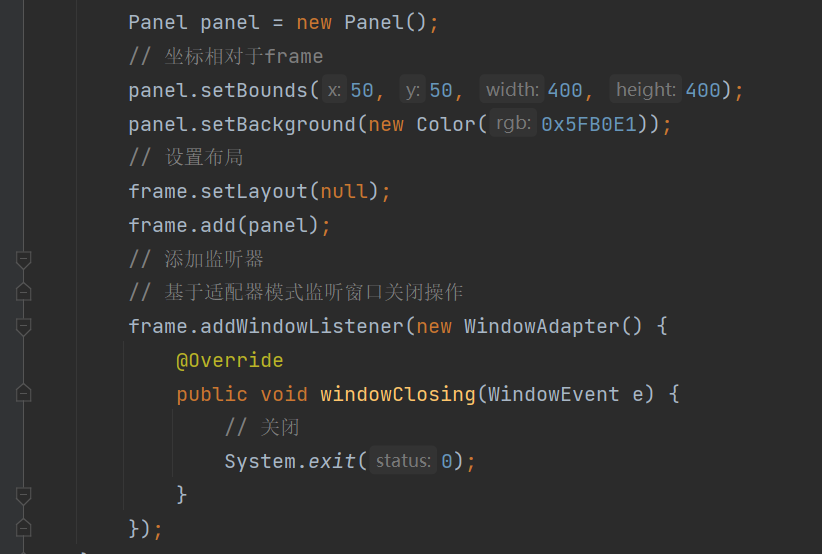 Panel panel = new Panel();
// 坐标相对于frame
panel.setBounds( x: 50, y: 50, width: 400, height: 400);
panel.setBackground(new Color( rgb: 0x5FB0E1));
// 设置布局
frame.setLayout(null);
frame.add(panel);
// 添加监听器
// 基于适配器模式监听窗口关闭操作
frame.addWindowListener(new WindowAdapter() {
@Override
public void windowClosing(WindowEvent e) {
// 关闭
System.exit( status: 0);
}
});